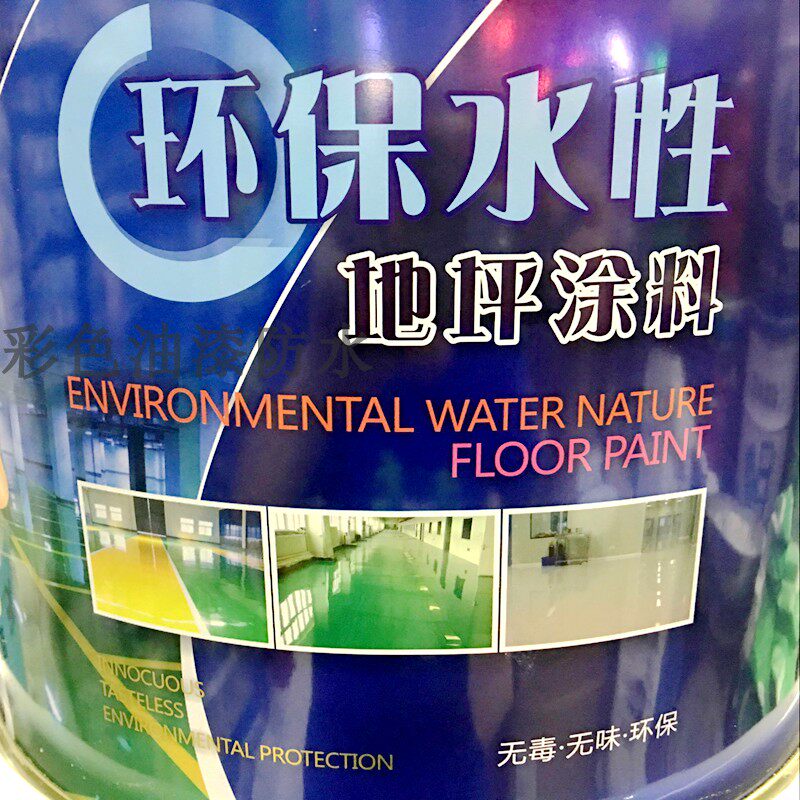 环保水性
地坪涂料
彩色油漆防水
ENVIRONMENTAL WATER NATURE
FLOOR PAINT
INNOCUOUS
TASTELESS
ENVIRONMENTAL PROTECTION
无毒·无味·环保